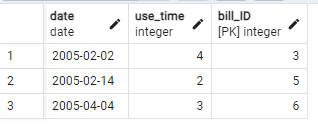 date use_time bill_ID
date integer [PK] integer
1 2005-02-02 4 3
2 2005-02-14 2 5
3 2005-04-04 3 6